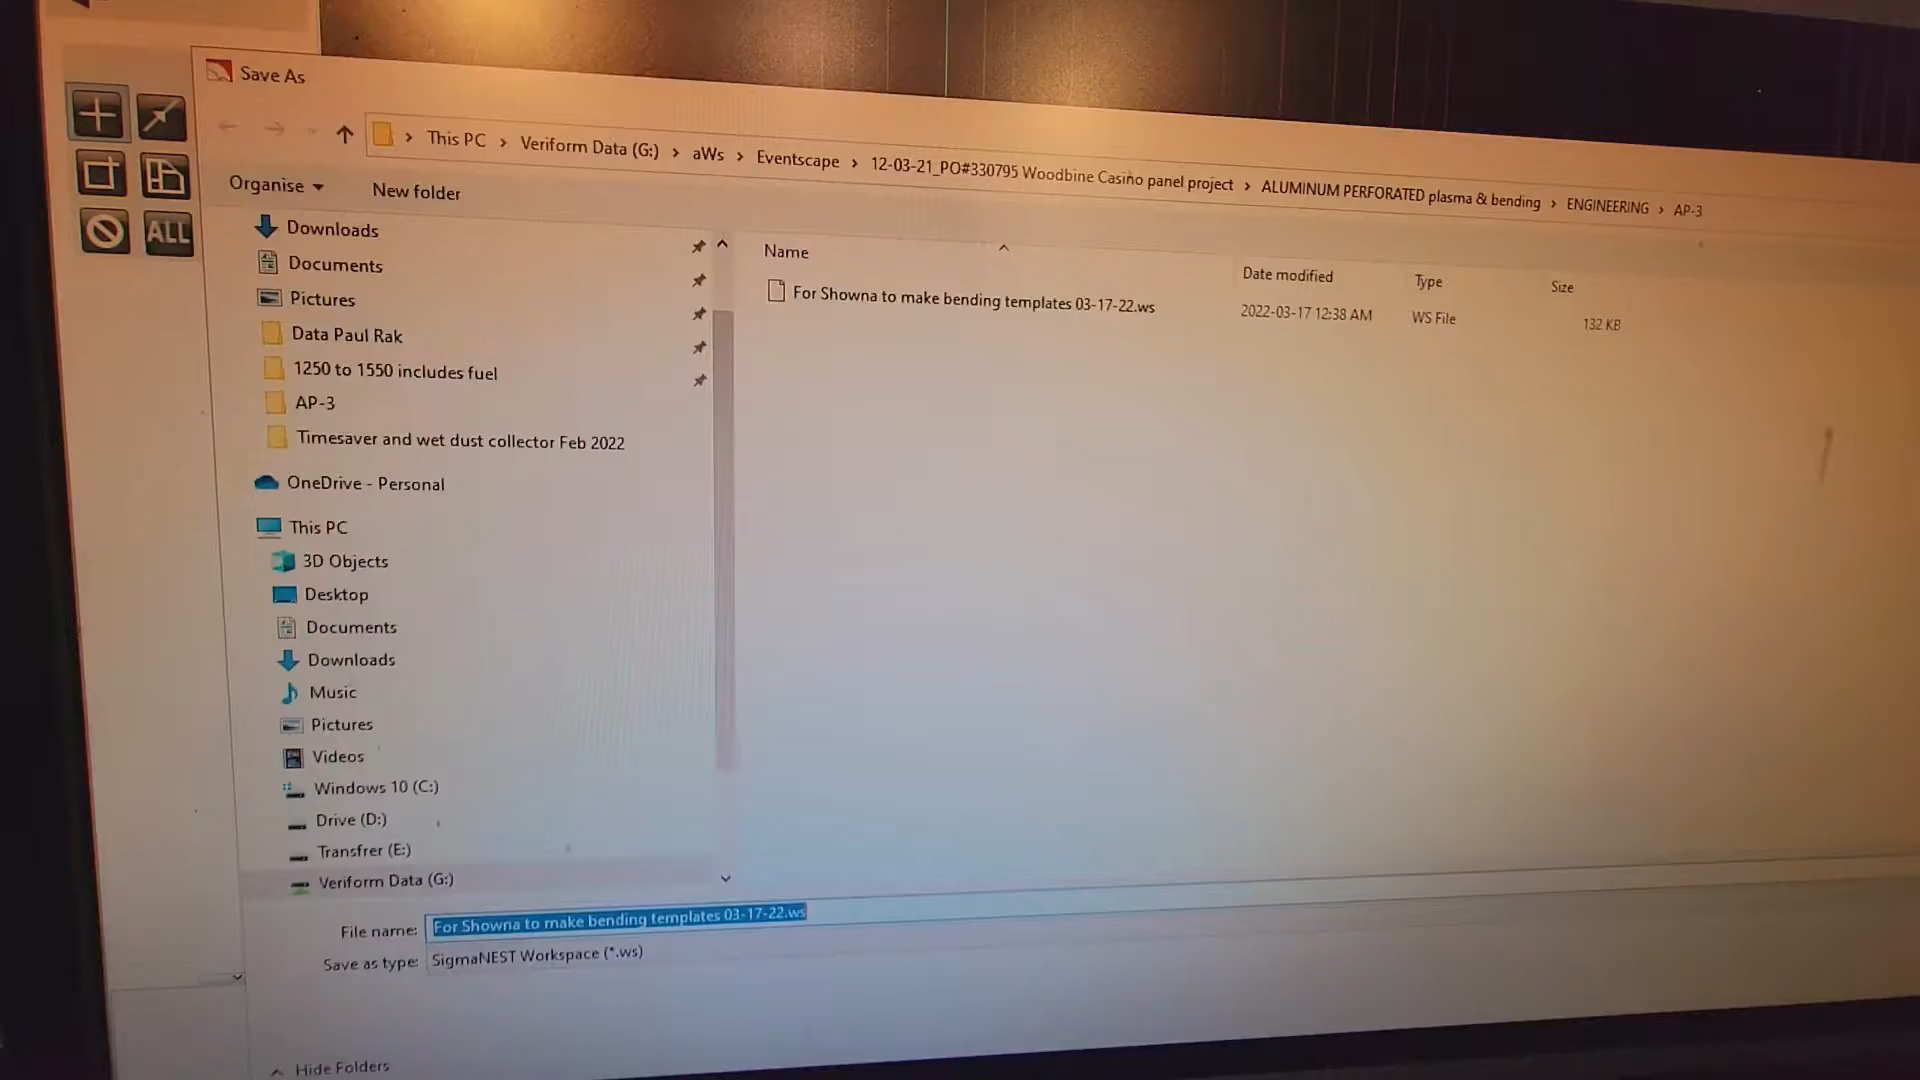 Save As
This PC > Veriform Data (G:) > aWs > Eventscape > 12-03-21_PO#330795 Woodbine Casino panel project > ALUMINUM PERFORATED plasma & bending > ENGINEERING > AP-3
ALL
Organise
New folder
Downloads
Documents
Pictures
Data Paul Rak
1250 to 1550 includes fuel
AP-3
Timesaver and wet dust collector Feb 2022
OneDrive - Personal
This PC
3D Objects
Desktop
Documents
Downloads
Music
Pictures
Videos
Windows 10 (C:)
Drive (D:)
Transfrer (E:)
Veriform Data (G:)
Name Date modified Type Size
For Showna to make bending templates 03-17-22.ws 2022-03-17 12:38 AM WS File 132 KB
File name: For Showna to make bending templates 03-17-22.ws
Save as type: SigmaNEST Workspace (*.ws)
Hide Folders